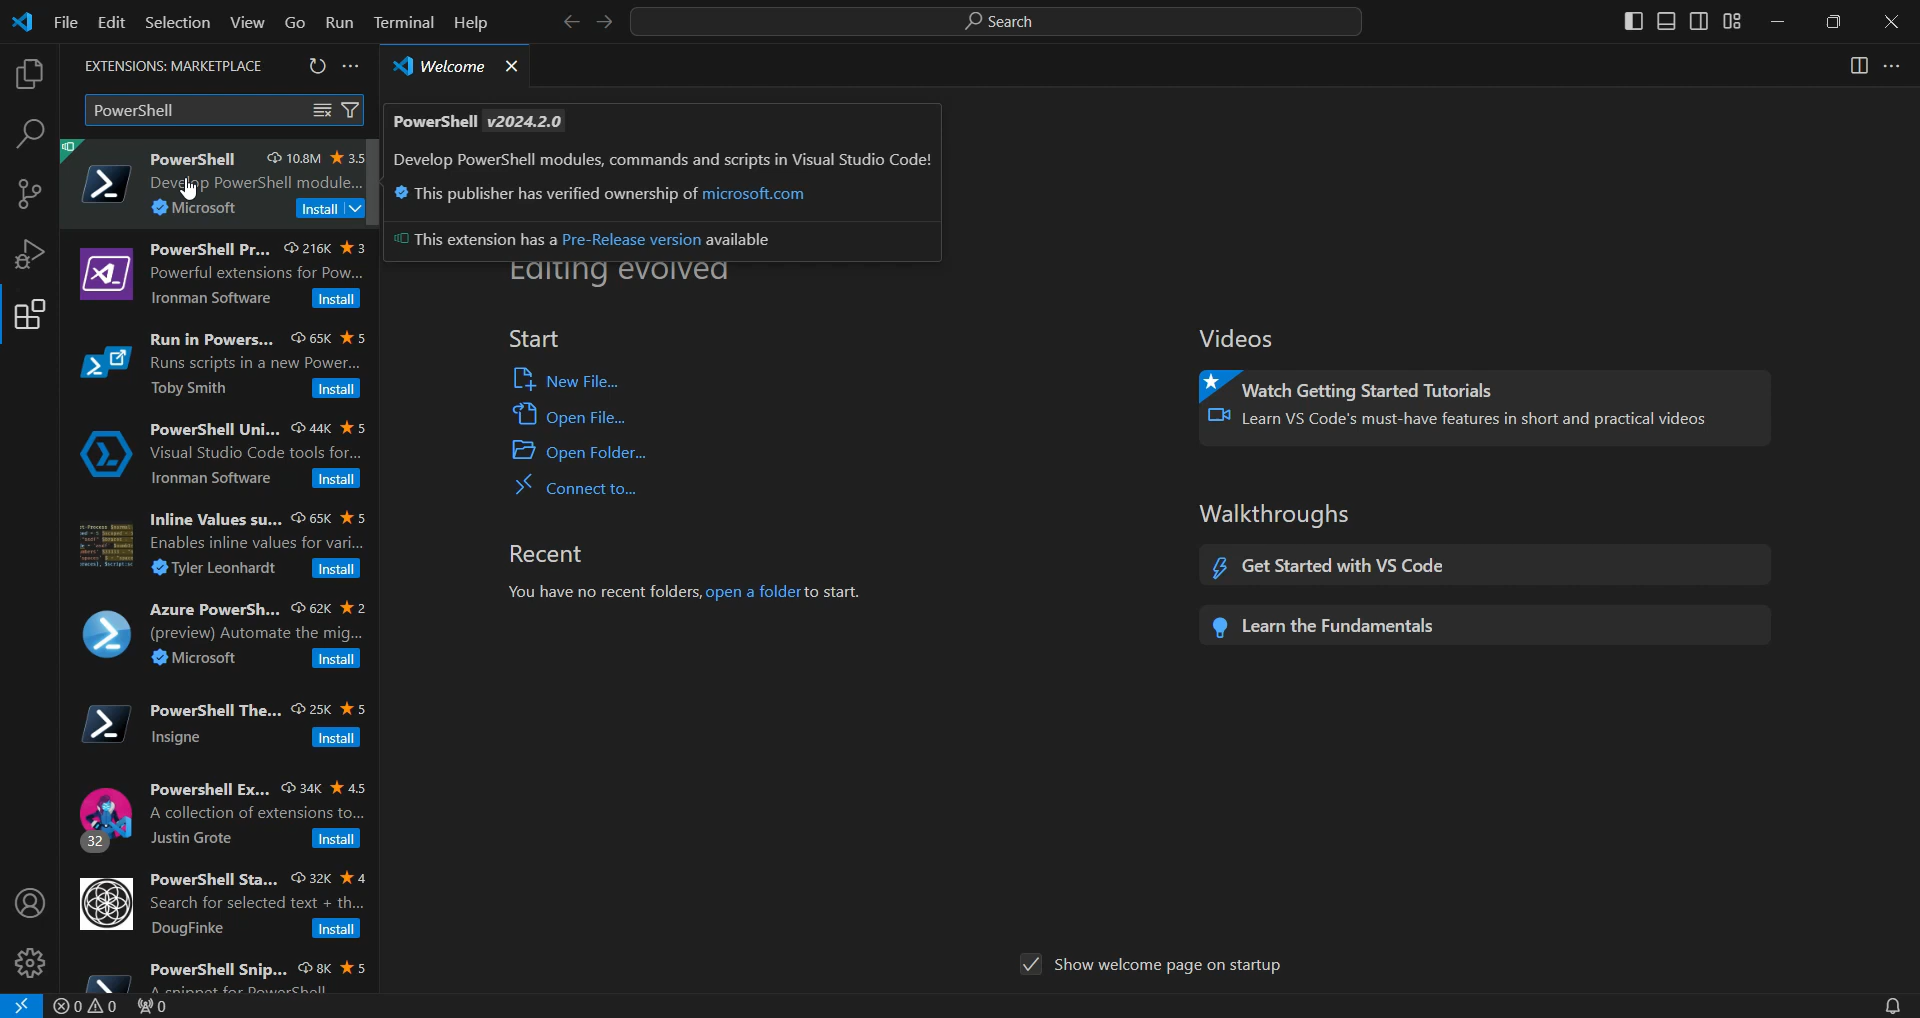 File Edit Selection View Go Run Terminal Help
Search
EXTENSIONS: MARKETPLACE
Welcome
PowerShell
PowerShell 10.8M 3.5
Develop PowerShell module...
Microsoft Install
PowerShell v2024.2.0
Develop PowerShell modules, commands and scripts in Visual Studio Code!
This publisher has verified ownership of microsoft.com
This extension has a Pre-Release version available
PowerShell Pr... 216K 3
Powerful extensions for Pow...
Ironman Software Install
Run in Powers... 65K 5
Runs scripts in a new Power...
Toby Smith Install
PowerShell Uni... 44K 5
Visual Studio Code tools for...
Ironman Software Install
Inline Values su... 65K 5
Enables inline values for vari...
Tyler Leonhardt Install
Azure PowerSh... 62K 2
(preview) Automate the mig...
Microsoft Install
PowerShell The... 25K 5
Insigne Install
Powershell Ex... 34K 4.5
A collection of extensions to...
32 Justin Grote Install
PowerShell Sta... 32K 4
Search for selected text + th...
DougFinke Install
PowerShell Snip... 8K 5
A snippet for PowerShell
Editing evolved
Start
New File...
Open File...
Open Folder...
Connect to...
Recent
You have no recent folders, open a folder to start.
Videos
Watch Getting Started Tutorials
Learn VS Code's must-have features in short and practical videos
Walkthroughs
Get Started with VS Code
Learn the Fundamentals
Show welcome page on startup
0 0 0